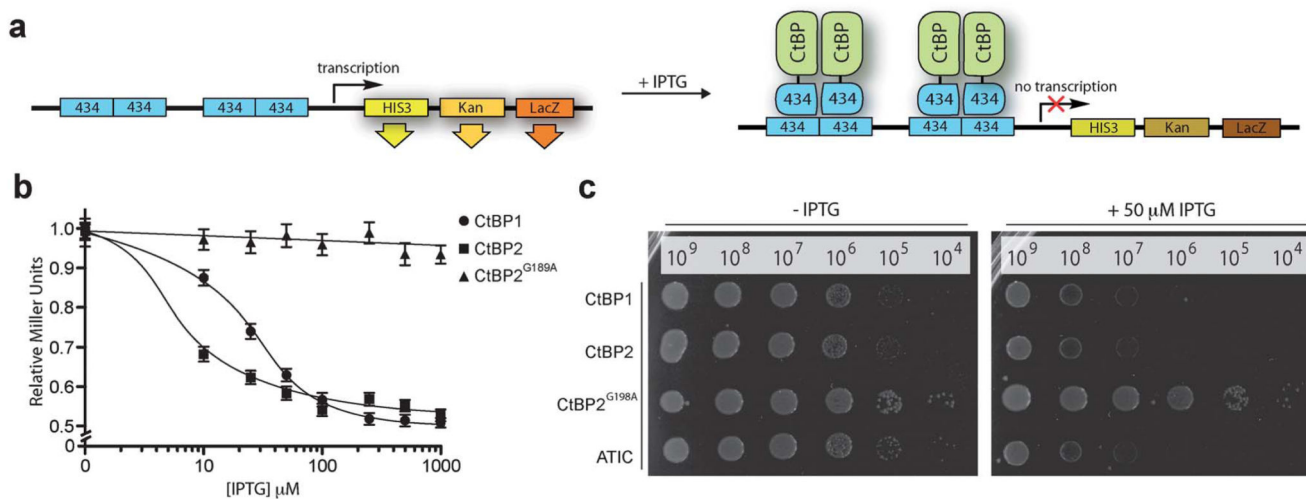 a
transcription
434 434 434 434 HIS3 Kan LacZ
+ IPTG
CtBP CtBP CtBP CtBP
434 434 434 434
no transcription
434 434 434 434 HIS3 Kan LacZ
b
Relative Miller Units
1.0
0.9
0.8
0.7
0.6
0.5
0
0 10 100 1000
[IPTG] μM
CtBP1
CtBP2
CtBP2G189A
c
- IPTG + 50 μM IPTG
10⁹ 10⁸ 10⁷ 10⁶ 10⁵ 10⁴ 10⁹ 10⁸ 10⁷ 10⁶ 10⁵ 10⁴
CtBP1
CtBP2
CtBP2G198A
ATIC